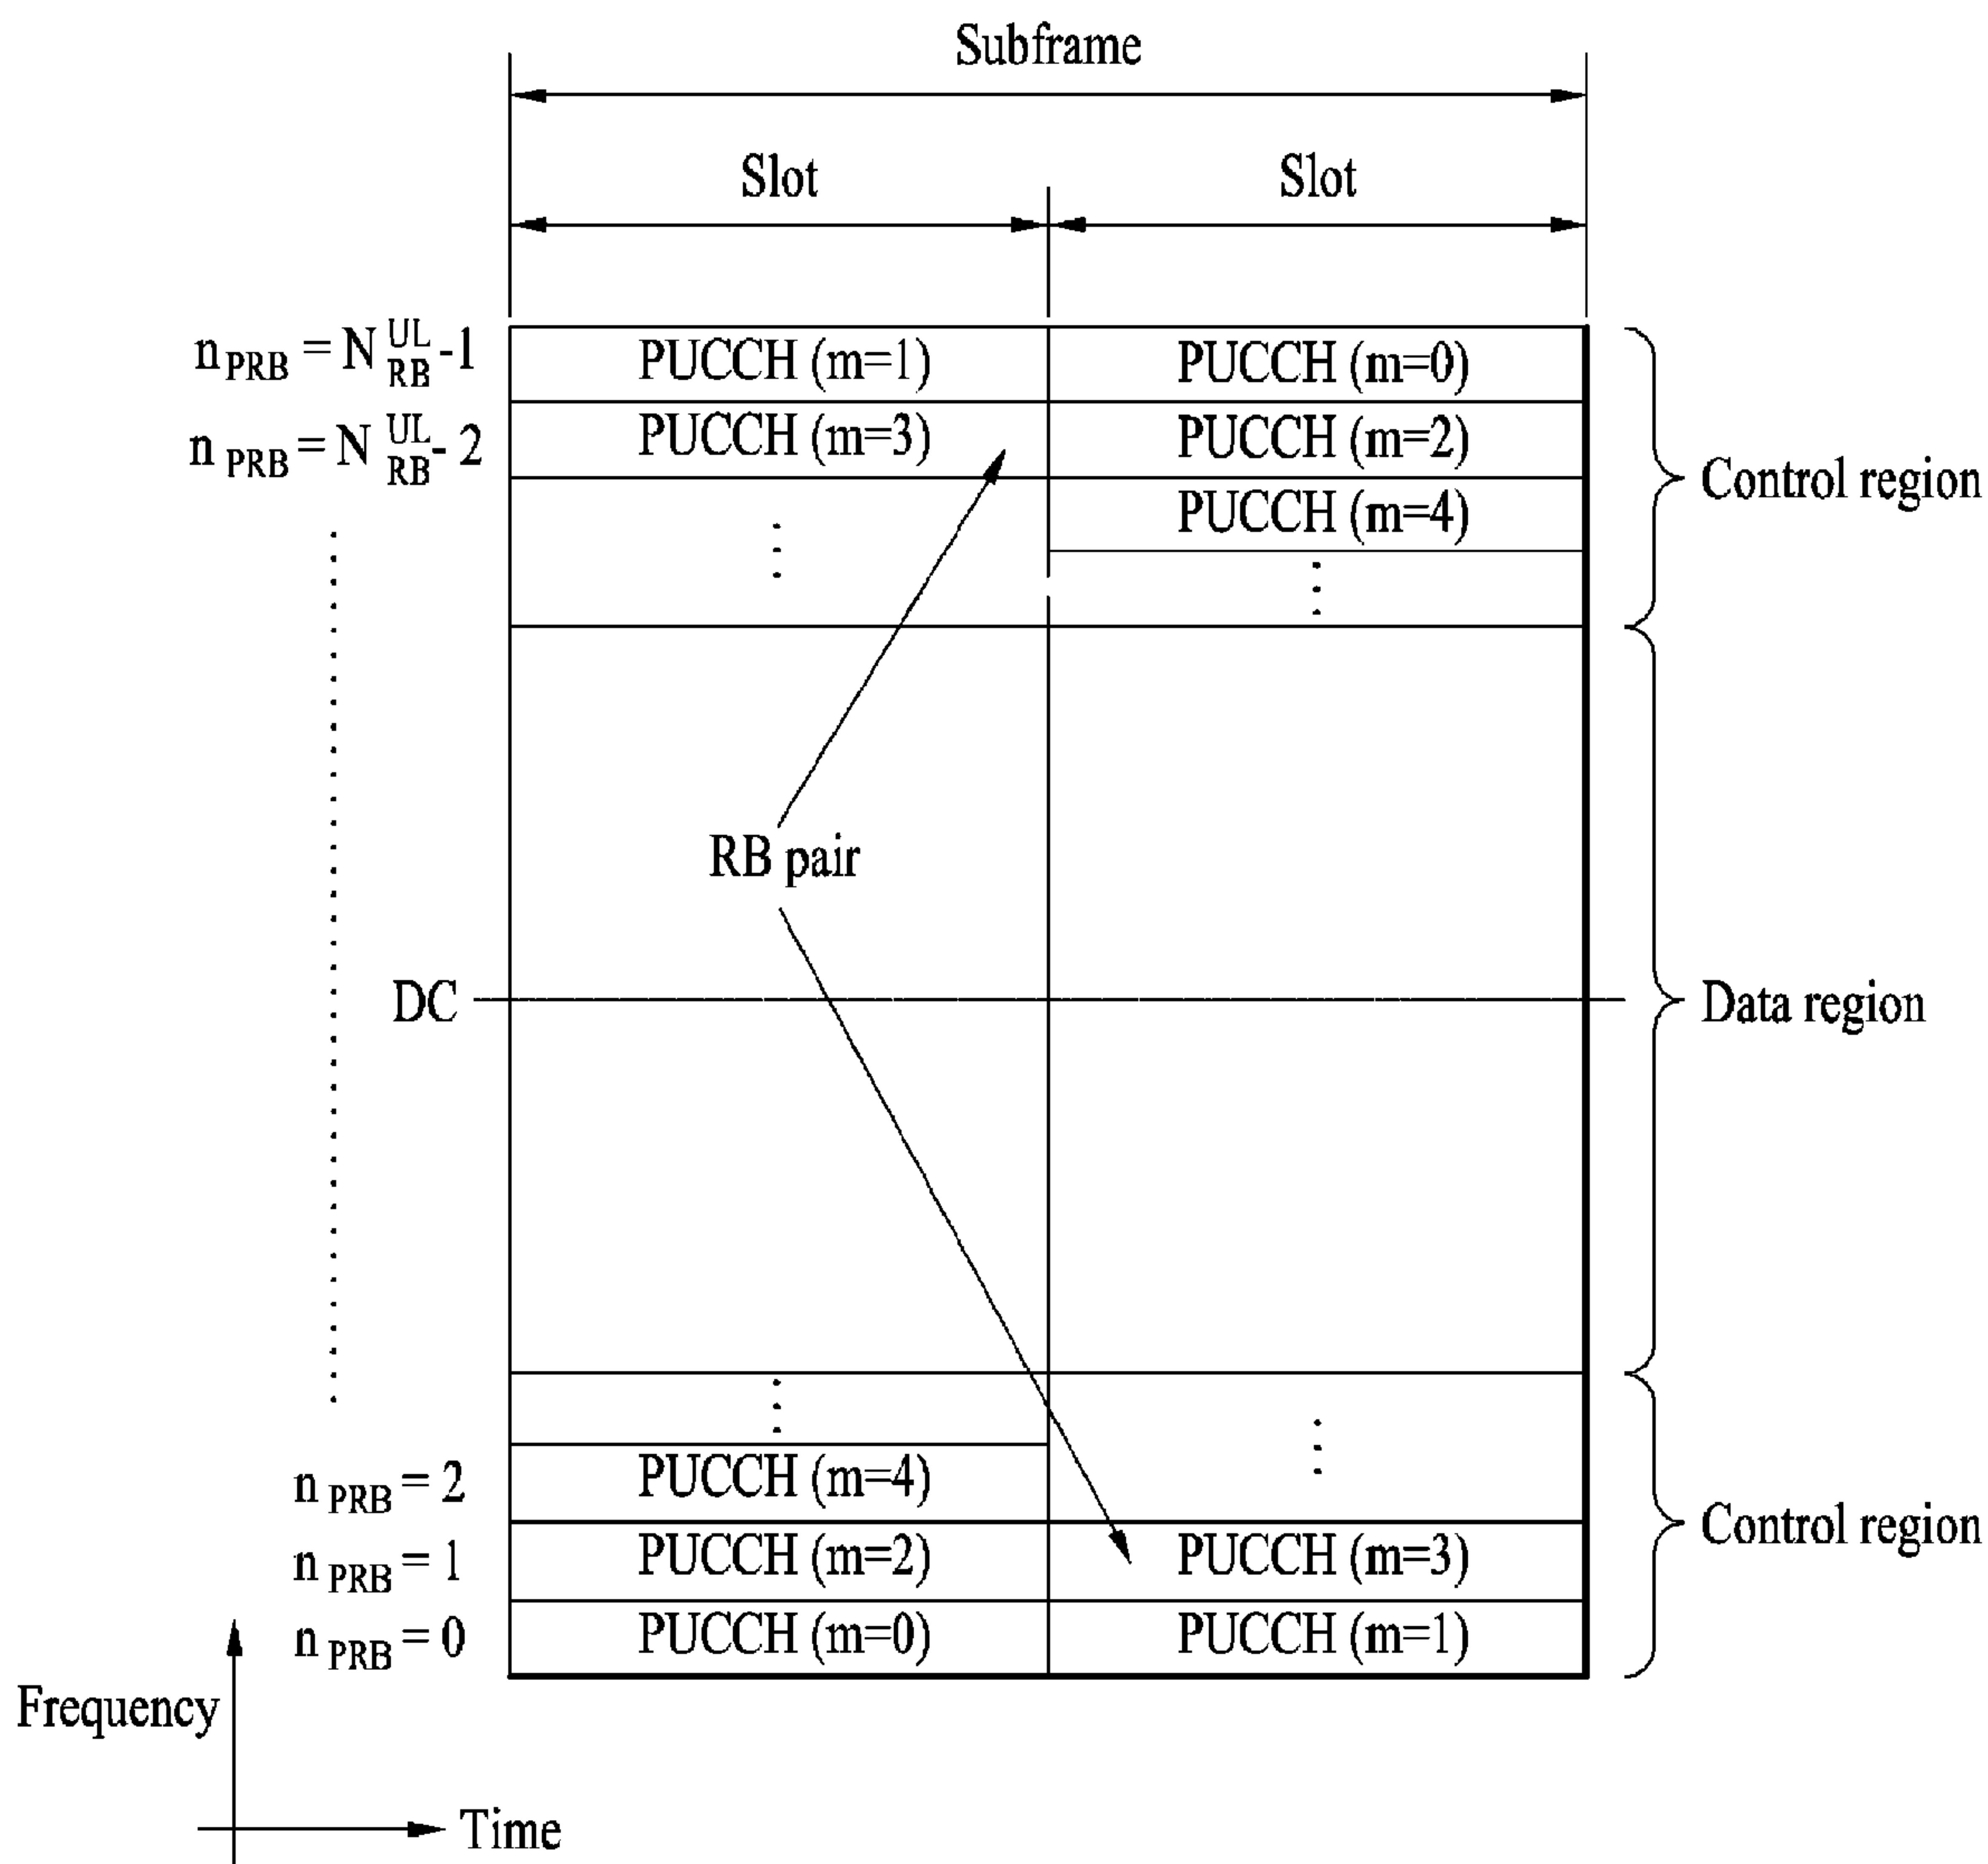 Subframe
Slot Slot
n PRB = N UL RB -1 PUCCH (m=1) PUCCH (m=0)
n PRB = N UL RB - 2 PUCCH (m=3) PUCCH (m=2)
PUCCH (m=4)
Control region
RB pair
DC
Data region
n PRB = 2 PUCCH (m=4)
Control region
n PRB = 1 PUCCH (m=2) PUCCH (m=3)
n PRB = 0 PUCCH (m=0) PUCCH (m=1)
Frequency
Time